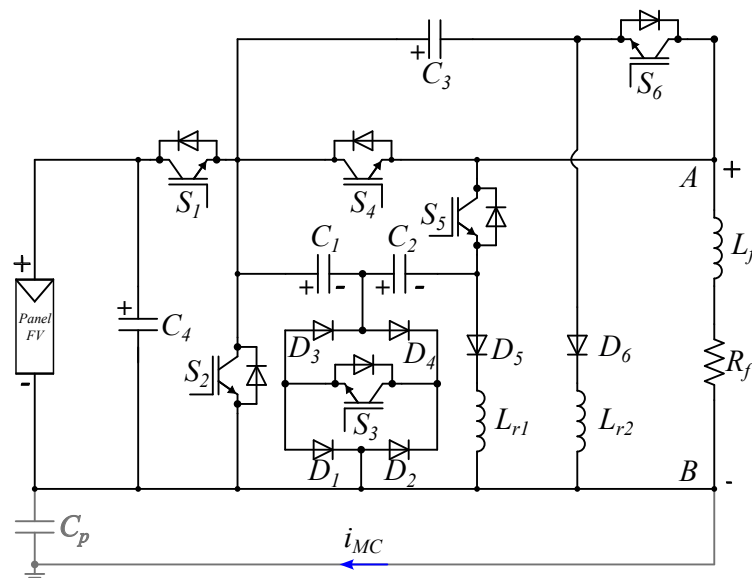 S6
+
C3
S1
S4
A
+
S5
C1
C2
Lf
+
+
-
+
-
Panel
FV
+
C4
D3
D4
D5
D6
Rf
S2
S3
Lr1
Lr2
-
D1
D2
B
-
Cp
iMC